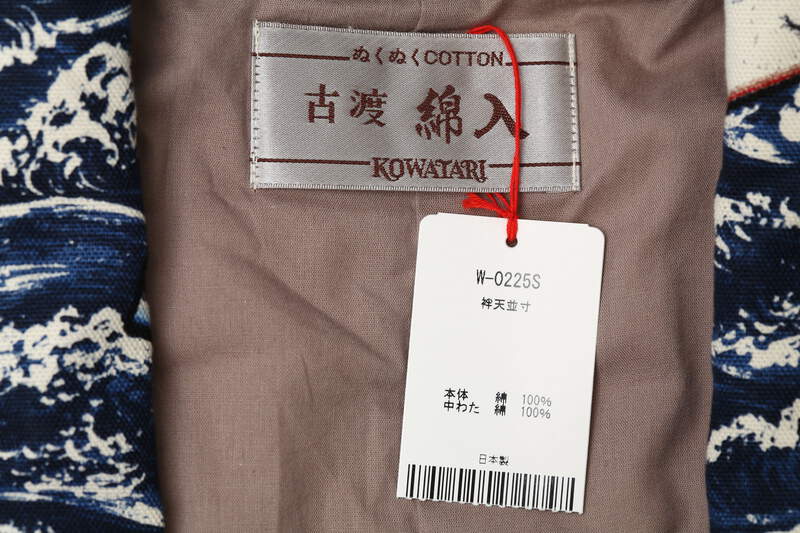 ぬくぬくCOTTON
古渡 綿入
KOWATARI
W-0225S
袢天並寸
本体 綿 100%
中わた 綿 100%
日本製